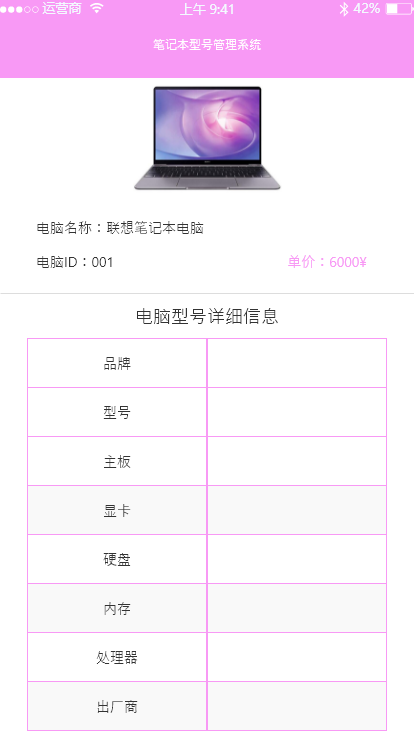 运营商 上午 9:41 42%
笔记本型号管理系统
电脑名称：联想笔记本电脑
电脑ID：001 单价：6000¥
电脑型号详细信息
品牌
型号
主板
显卡
硬盘
内存
处理器
出厂商